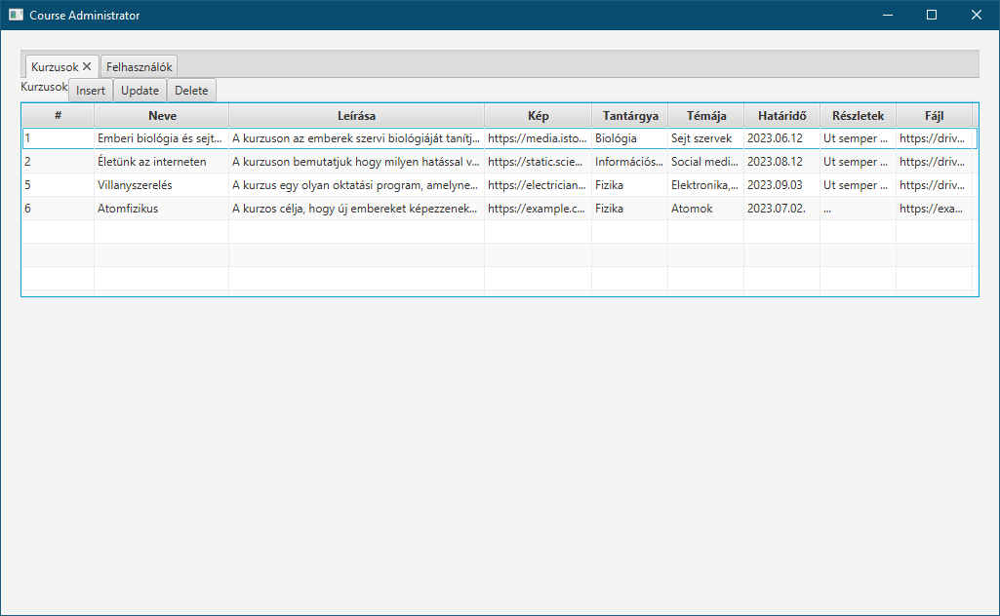 Course Administrator
Kurzusok Felhasználók
Kurzusok Insert Update Delete
# Neve Leírása Kép Tantárgya Témája Határidő Részletek Fájl
1 Emberi biológia és sejt... A kurzuson az emberek szervi biológiáját tanítj... https://media.isto... Biológia Sejt szervek 2023.06.12 Ut semper ... https://driv...
2 Életünk az interneten A kurzuson bemutatjuk hogy milyen hatással v... https://static.scie... Információs... Social medi... 2023.08.12 Ut semper ... https://driv...
5 Villanyszerelés A kurzus egy olyan oktatási program, amelyne... https://electrician... Fizika Elektronika,... 2023.09.03 Ut semper ... https://driv...
6 Atomfizikus A kurzos célja, hogy új embereket képezzenek... https://example.c... Fizika Atomok 2023.07.02. ... https://exa...